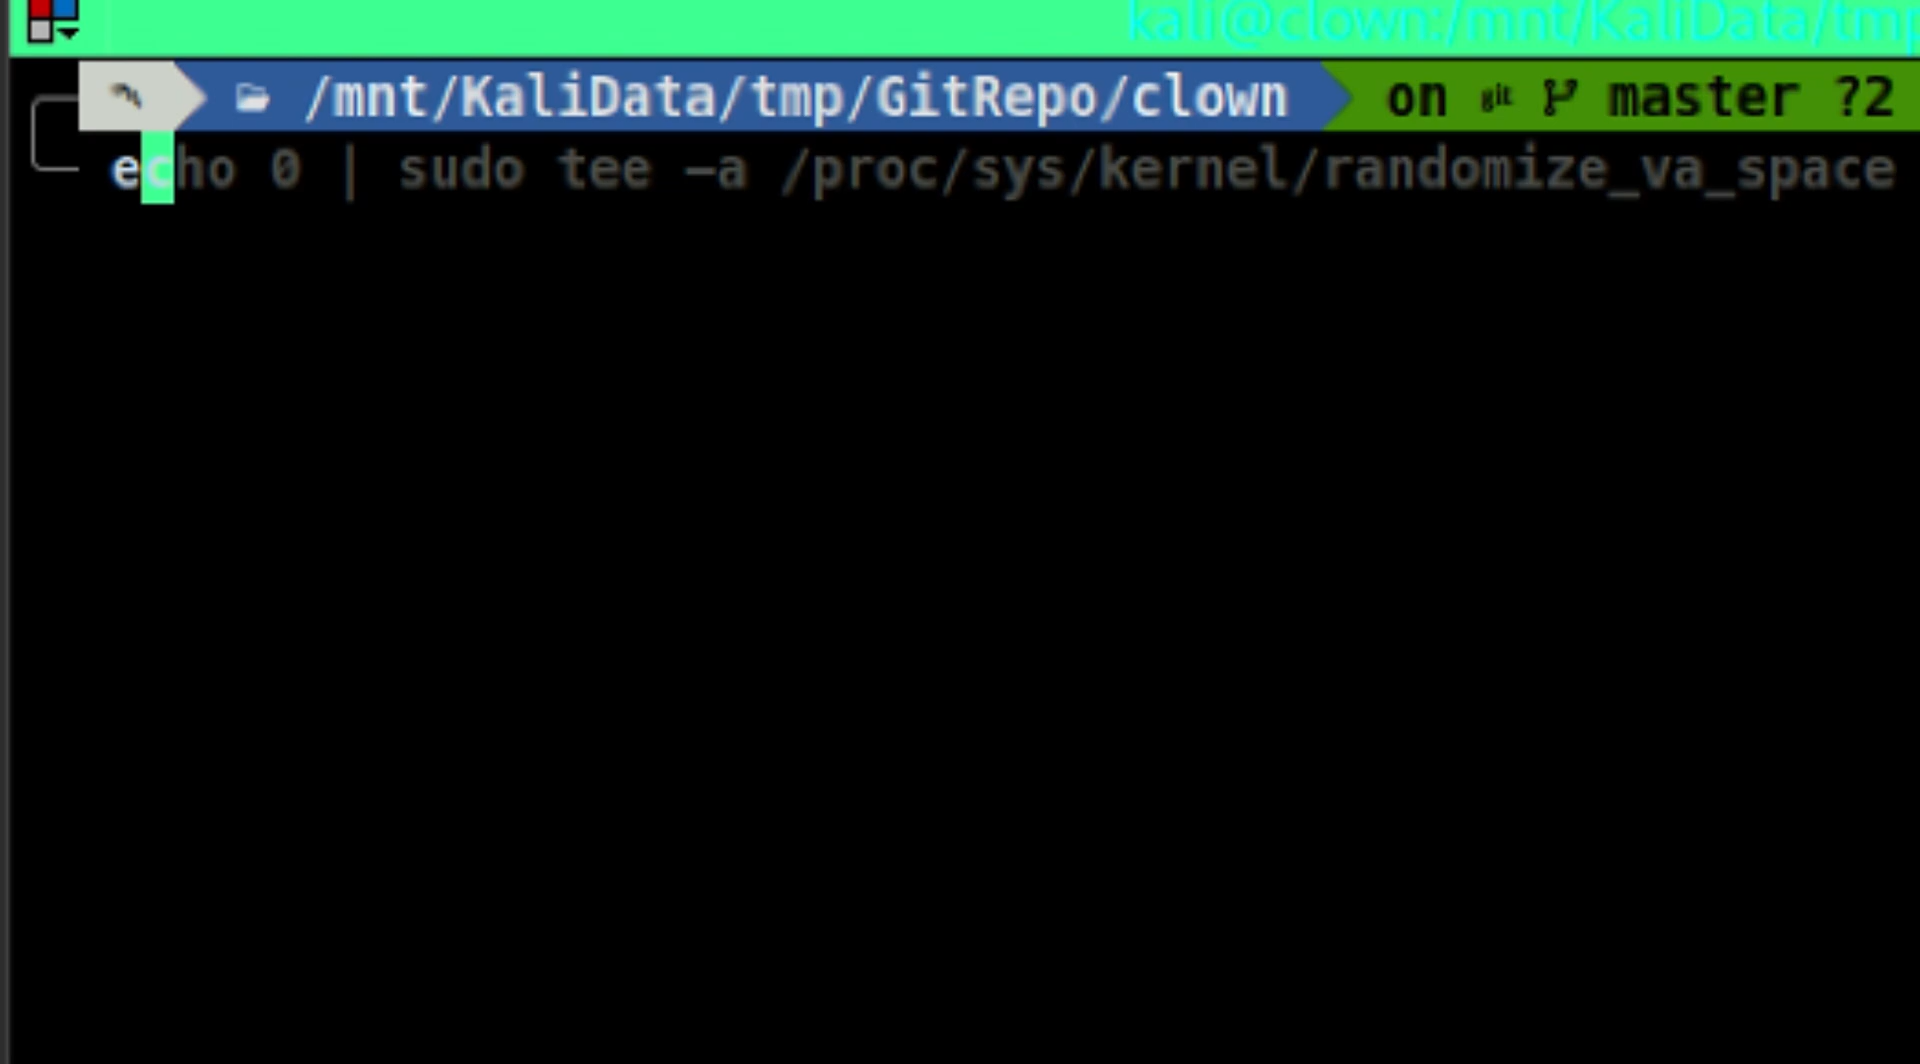 kali@clown:/mnt/KaliData/tmp
/mnt/KaliData/tmp/GitRepo/clown on git master ?2
echo 0 | sudo tee -a /proc/sys/kernel/randomize_va_space